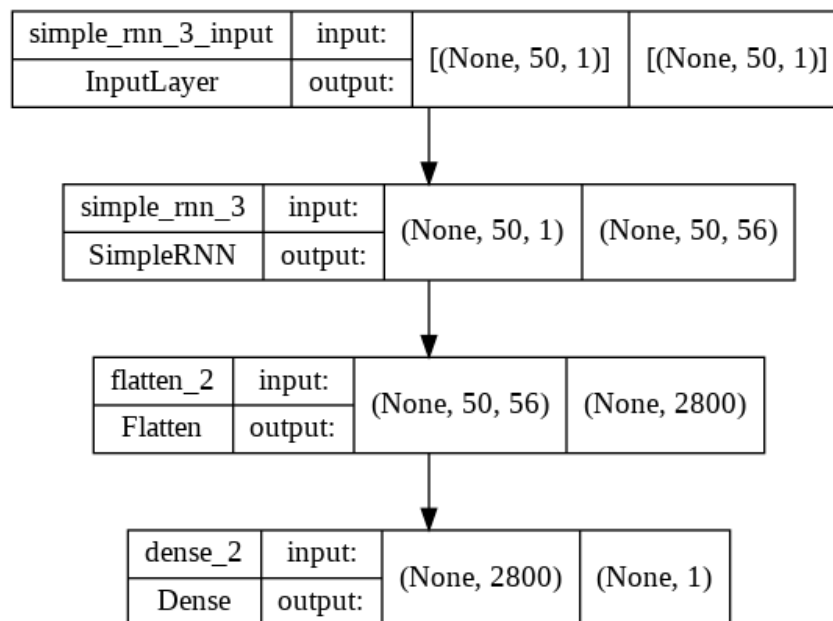 simple_rnn_3_input input: [(None, 50, 1)] [(None, 50, 1)]
InputLayer output:
simple_rnn_3 input: (None, 50, 1) (None, 50, 56)
SimpleRNN output:
flatten_2 input: (None, 50, 56) (None, 2800)
Flatten output:
dense_2 input: (None, 2800) (None, 1)
Dense output: